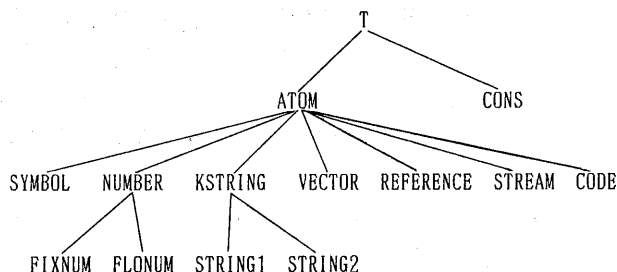 T
ATOM CONS
SYMBOL NUMBER KSTRING VECTOR REFERENCE STREAM CODE
FIXNUM FLONUM STRING1 STRING2